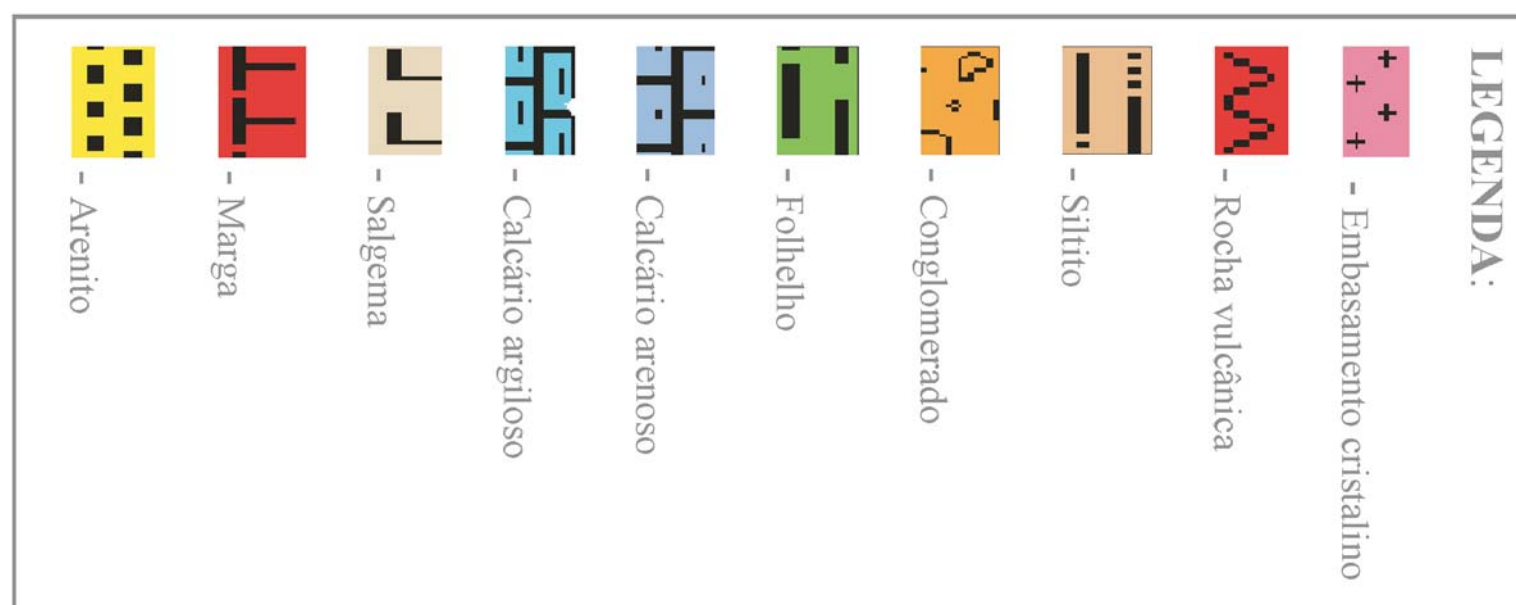 LEGENDA:
- Embasamento cristalino
- Rocha vulcânica
- Siltito
- Conglomerado
- Folhelho
- Calcário arenoso
- Calcário argiloso
- Salgema
- Marga
- Arenito